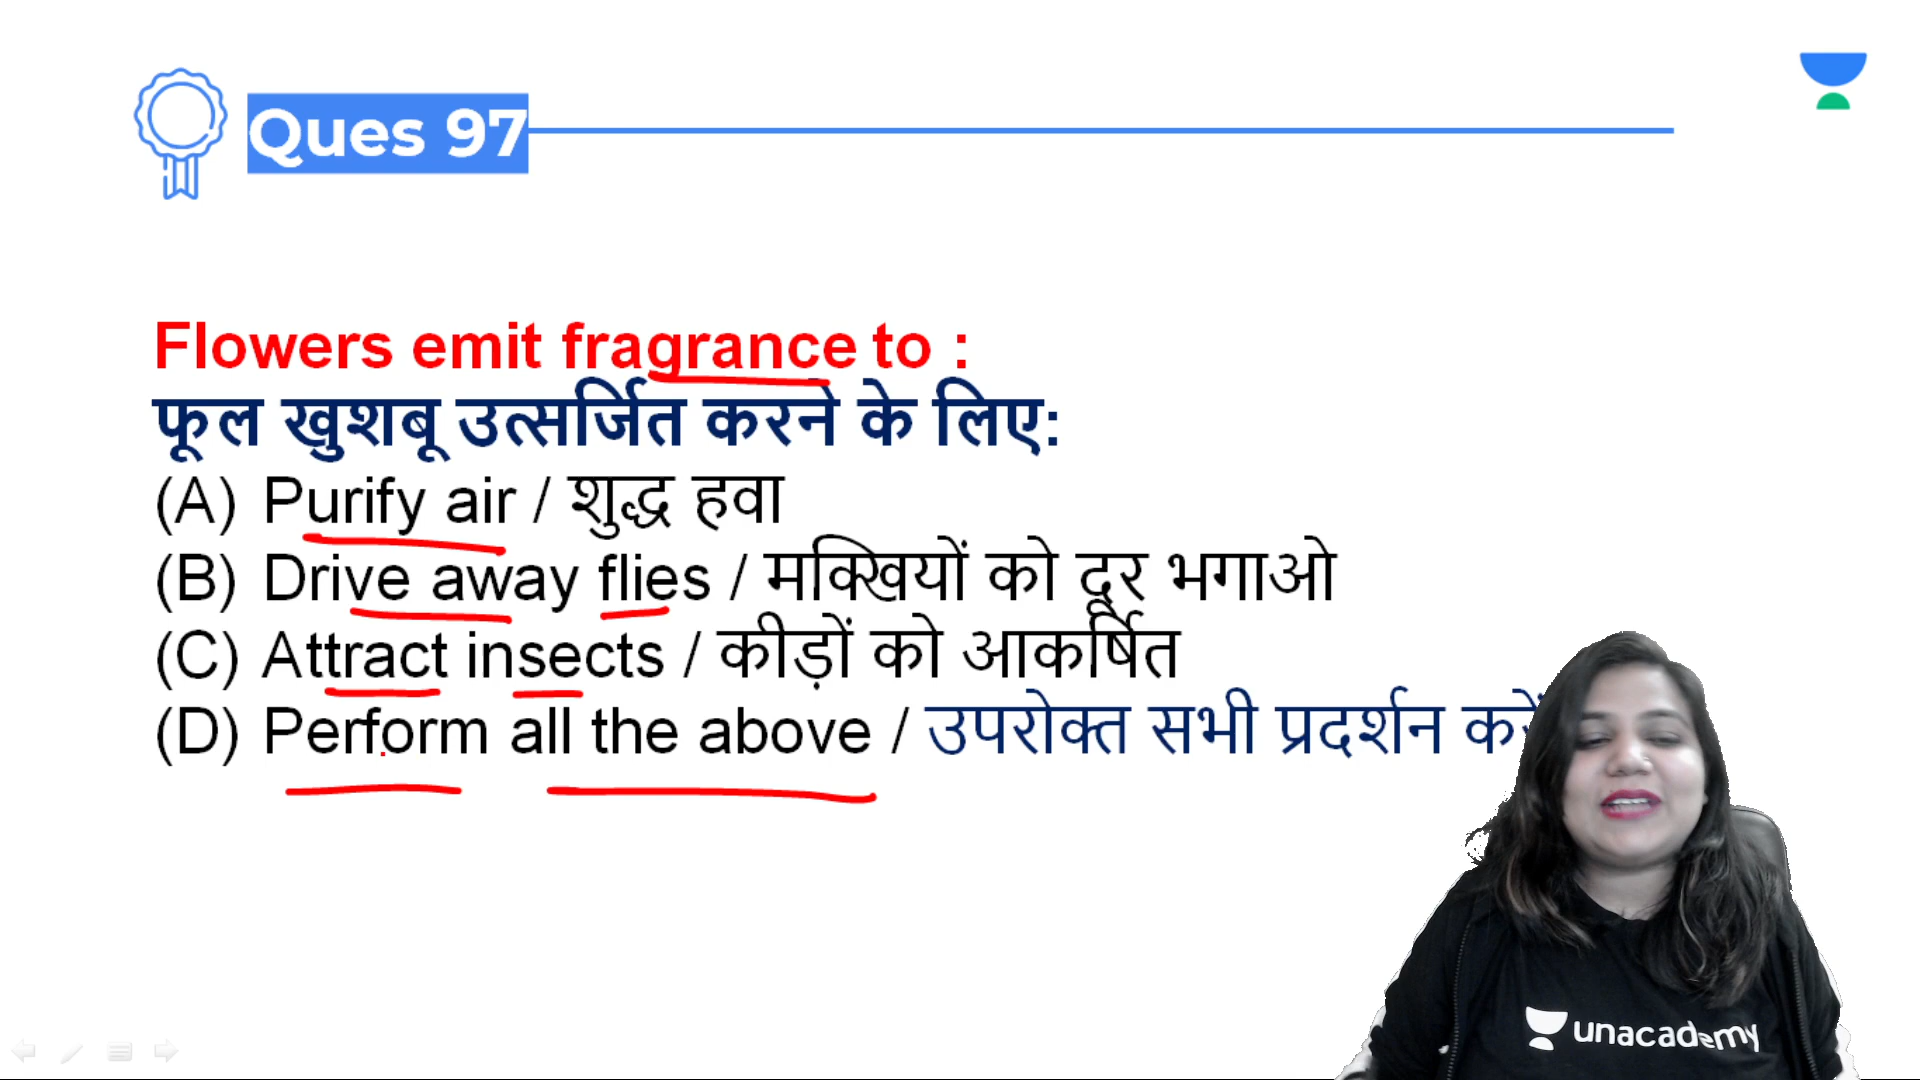 Ques 97
Flowers emit fragrance to :
फूल खुशबू उत्सर्जित करने के लिए:
(A) Purify air / शुद्ध हवा
(B) Drive away flies / मक्खियों को दूर भगाओ
(C) Attract insects / कीड़ों को आकर्षित
(D) Perform all the above / उपरोक्त सभी प्रदर्शन करें
unacademy